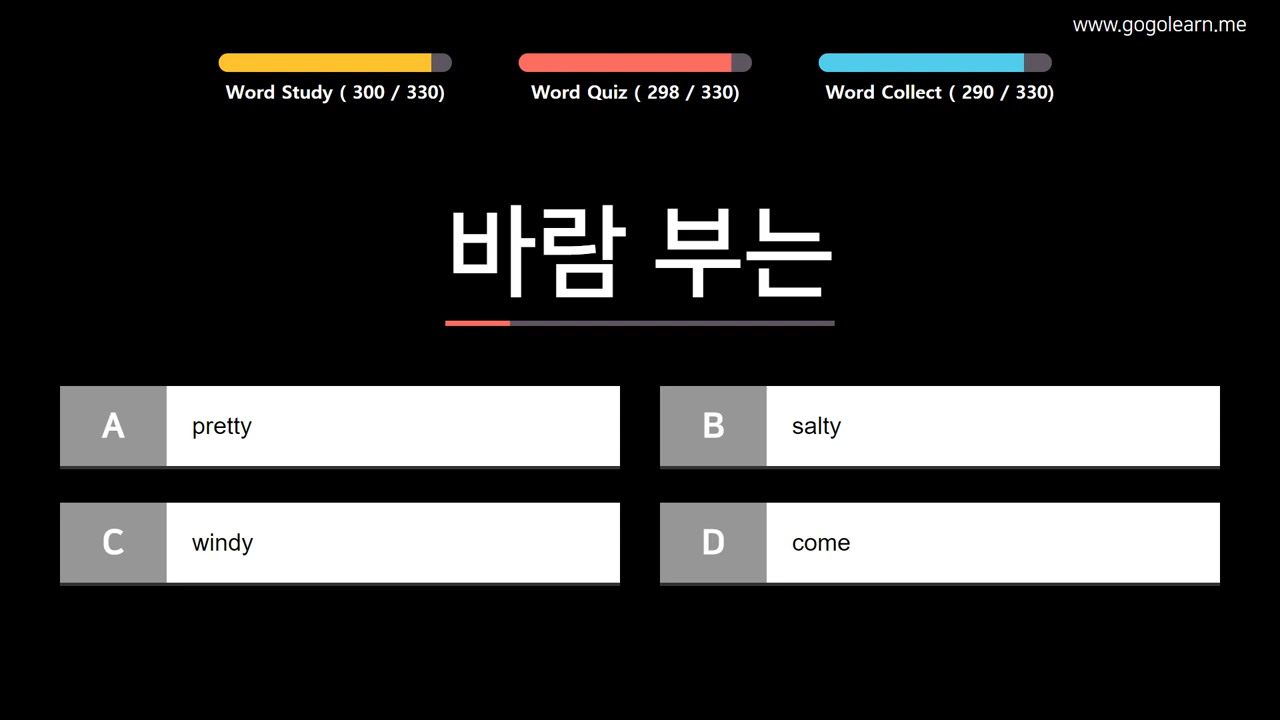 www.gogolearn.me
Word Study ( 300 / 330)
Word Quiz ( 298 / 330)
Word Collect ( 290 / 330)
바람 부는
A pretty
B salty
C windy
D come